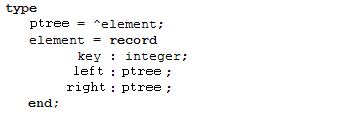 type
ptree = ^element;
element = record
key : integer;
left : ptree ;
right : ptree ;
end;